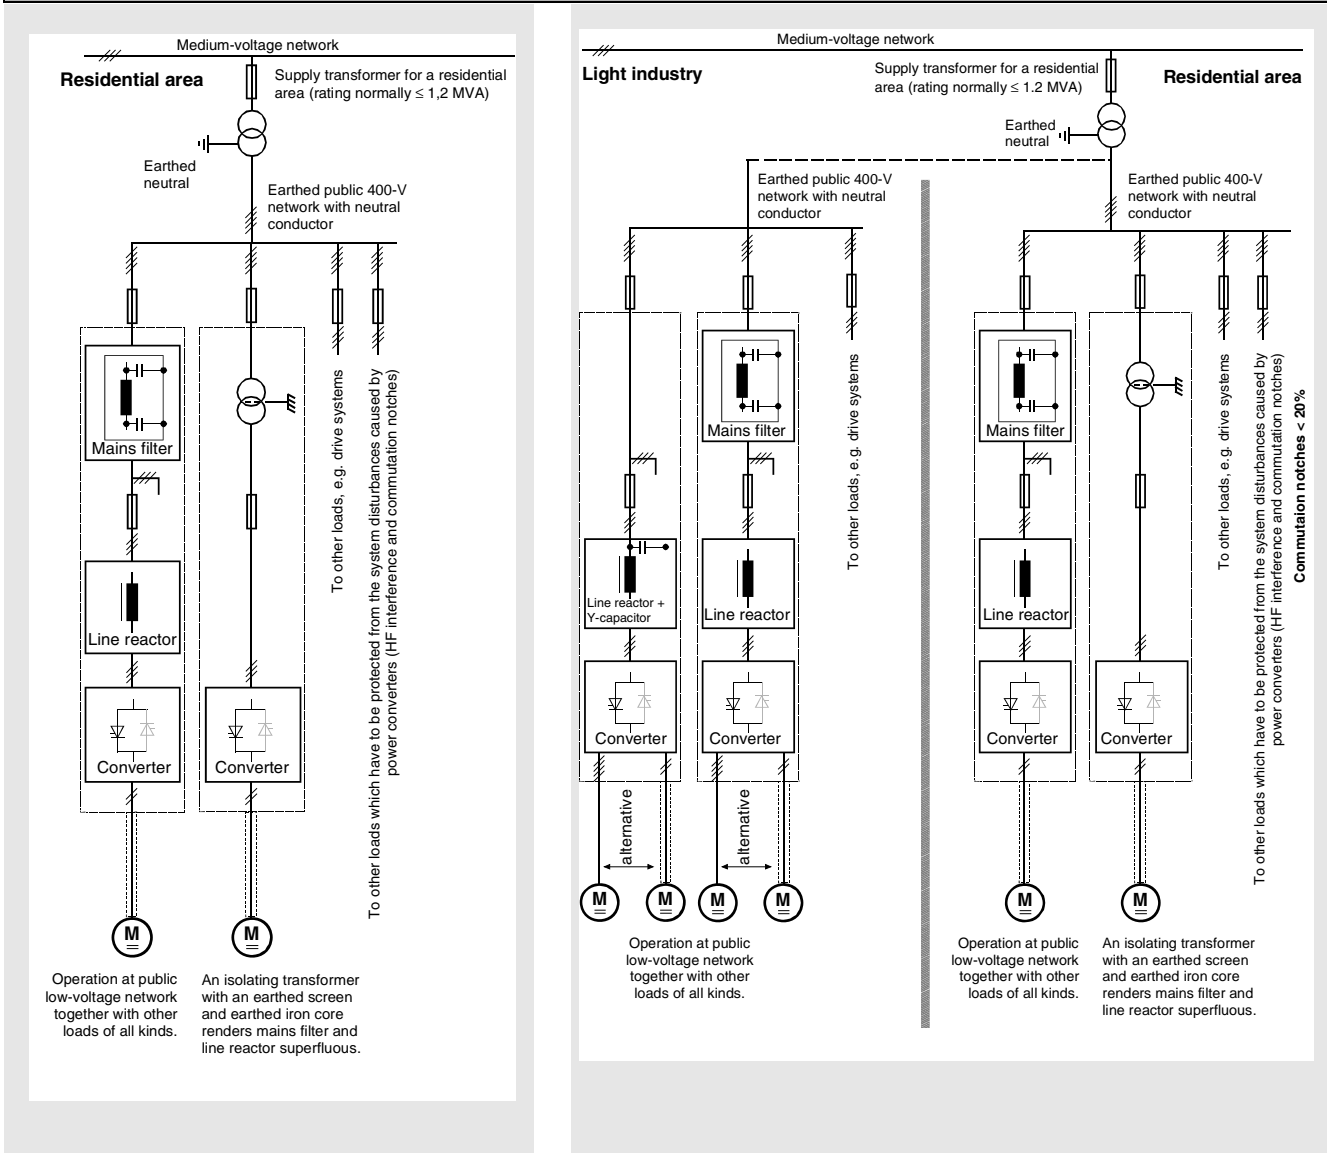 Medium-voltage network
Residential area
Supply transformer for a residential
area (rating normally ≤ 1,2 MVA)
Earthed
neutral
Earthed public 400-V
network with neutral
conductor
Mains filter
Line reactor
Converter
Converter
To other loads, e.g. drive systems
To other loads which have to be protected from the system disturbances caused by
power converters (HF interference and commutation notches)
M
M
Operation at public
low-voltage network
together with other
loads of all kinds.
An isolating transformer
with an earthed screen
and earthed iron core
renders mains filter and
line reactor superfluous.
Medium-voltage network
Light industry
Supply transformer for a residential
area (rating normally ≤ 1.2 MVA)
Residential area
Earthed
neutral
Earthed public 400-V
network with neutral
conductor
Mains filter
Line reactor +
Y-capacitor
Line reactor
Converter
Converter
To other loads, e.g. drive systems
alternative
alternative
M
M
M
M
Operation at public
low-voltage network
together with other
loads of all kinds.
Earthed public 400-V
network with neutral
conductor
Mains filter
Line reactor
Converter
Converter
To other loads, e.g. drive systems
To other loads which have to be protected from the system disturbances caused by
power converters (HF interference and commutation notches)
Commutaion notches < 20%
M
M
Operation at public
low-voltage network
together with other
loads of all kinds.
An isolating transformer
with an earthed screen
and earthed iron core
renders mains filter and
line reactor superfluous.